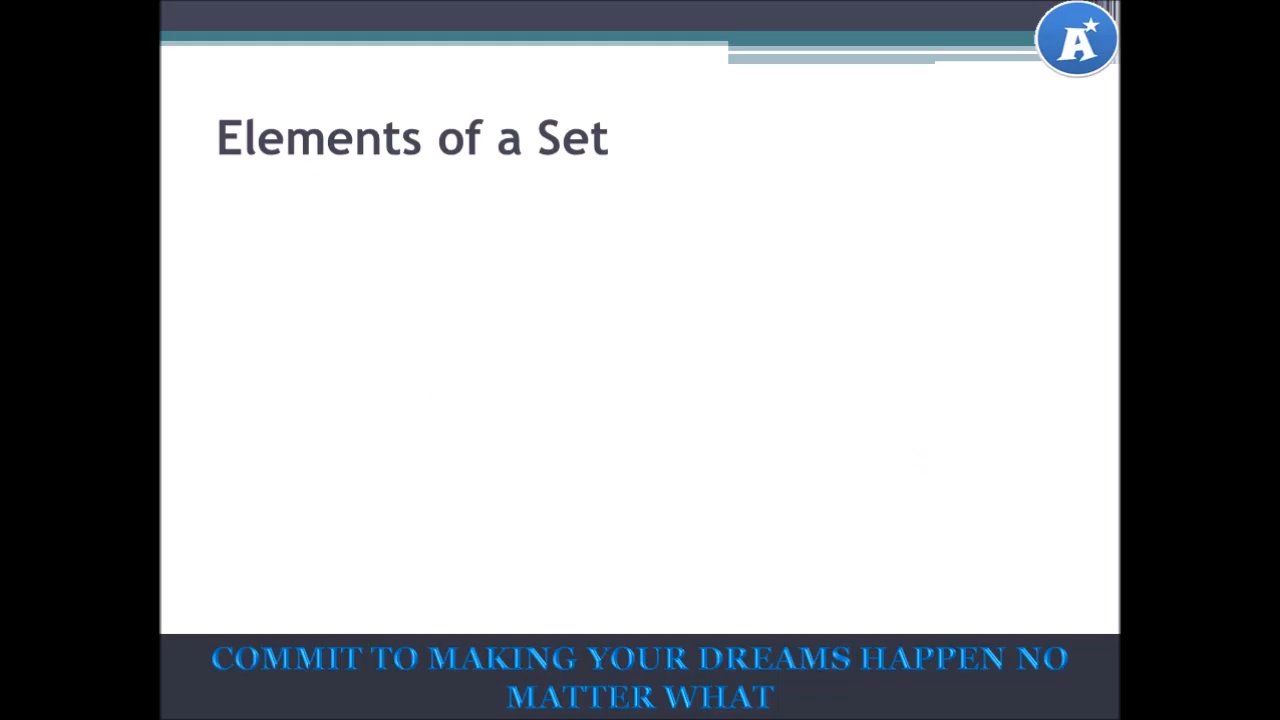 A
Elements of a Set
COMMIT TO MAKING YOUR DREAMS HAPPEN NO
MATTER WHAT